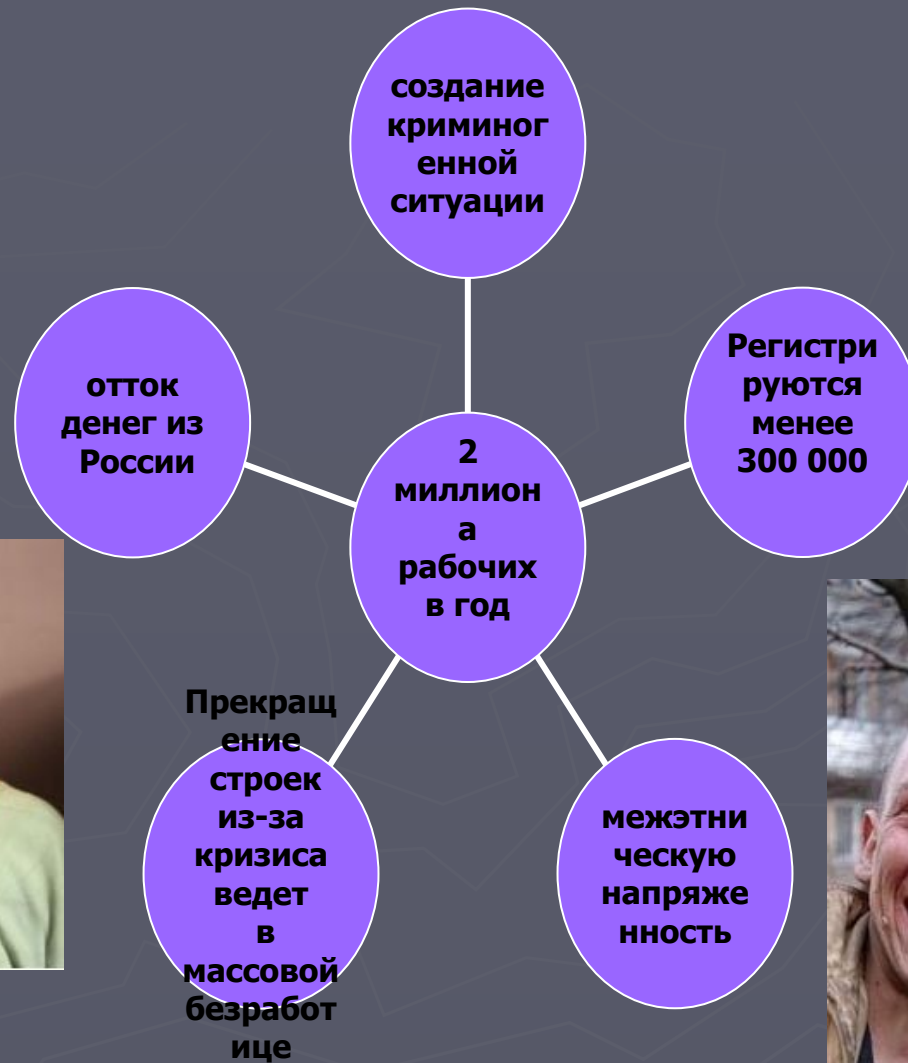 создание
криминог
енной
ситуации
отток
денег из
России
Регистри
руются
менее
300 000
2
миллион
а
рабочих
в год
Прекращ
ение
строек
из-за
кризиса
ведет
в
массовой
безработ
ице
межэтни
ческую
напряже
нность